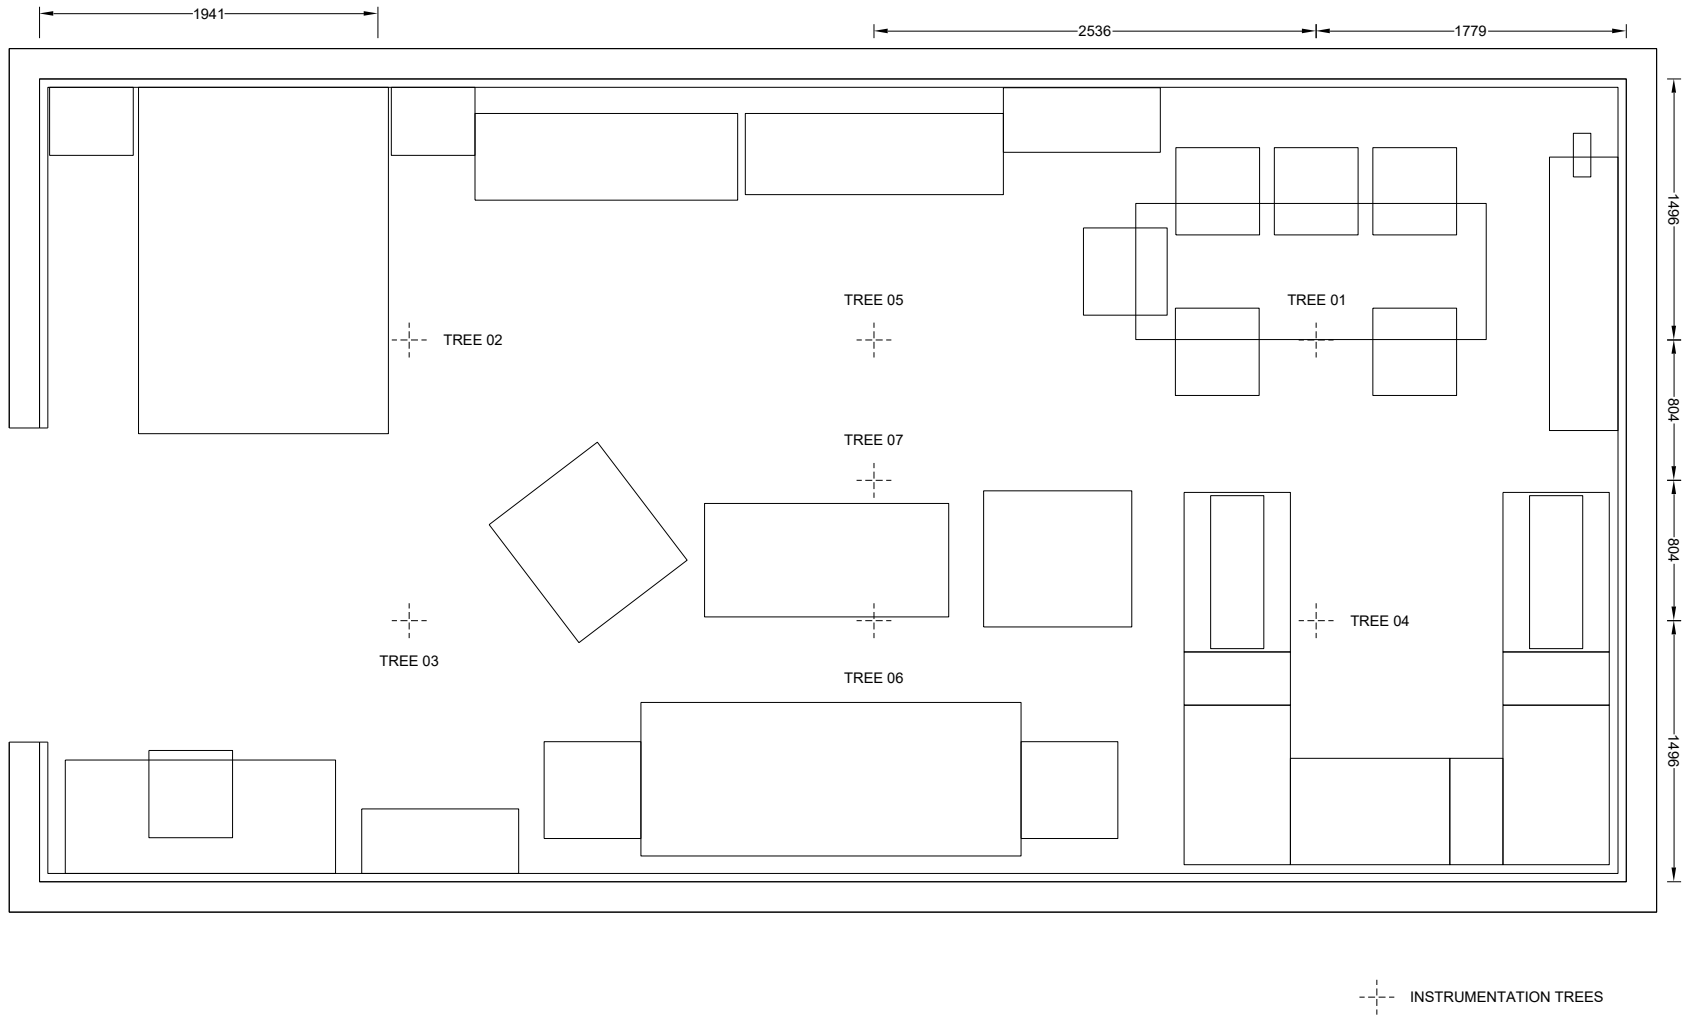 1941
2536
1779
1496
TREE 05
TREE 01
TREE 02
804
TREE 07
804
TREE 04
TREE 03
TREE 06
1496
INSTRUMENTATION TREES